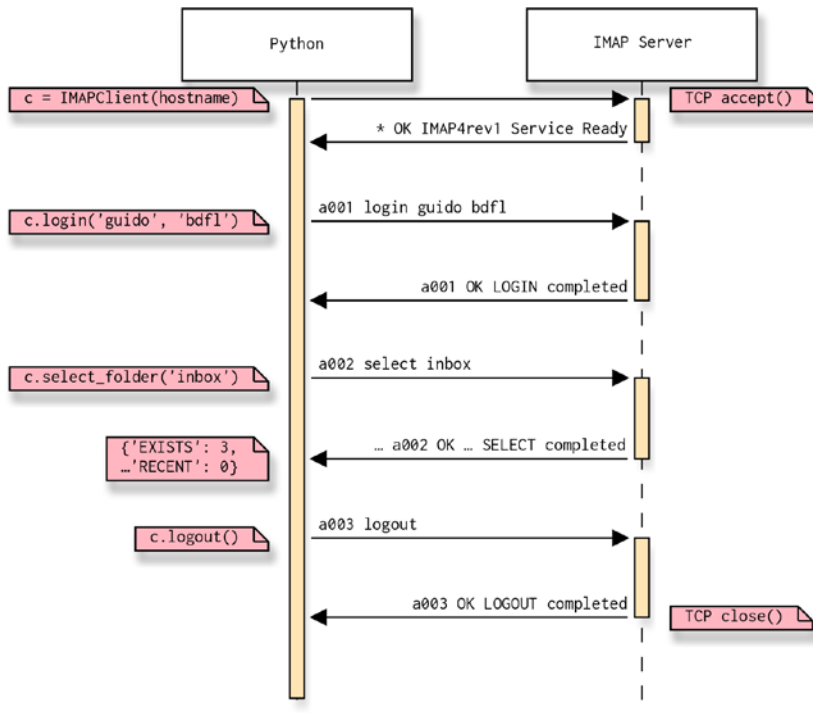 Python
IMAP Server
c = IMAPClient(hostname)
TCP accept()
* OK IMAP4rev1 Service Ready
c.login('guido', 'bdfl')
a001 login guido bdfl
a001 OK LOGIN completed
c.select_folder('inbox')
a002 select inbox
{'EXISTS': 3,
…'RECENT': 0}
… a002 OK … SELECT completed
c.logout()
a003 logout
a003 OK LOGOUT completed
TCP close()